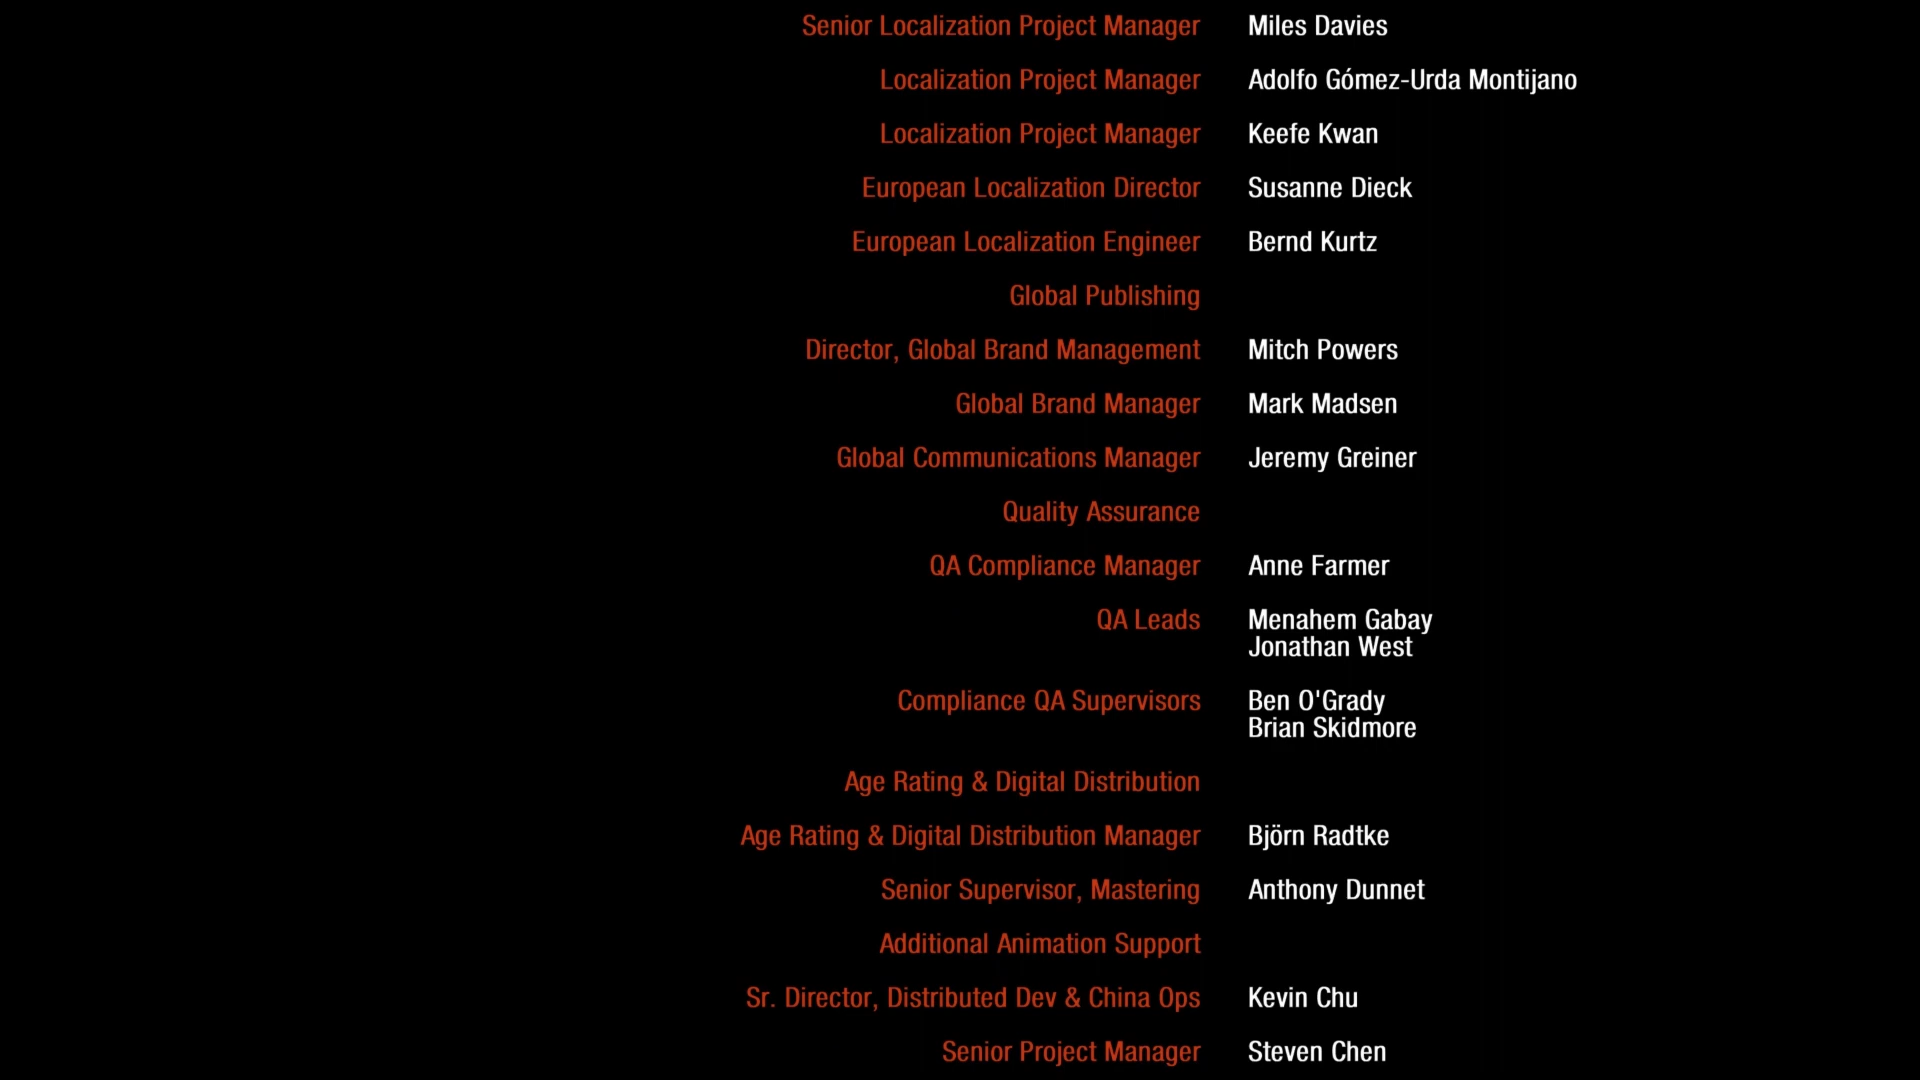 Senior Localization Project Manager Miles Davies
Localization Project Manager Adolfo Gómez-Urda Montijano
Localization Project Manager Keefe Kwan
European Localization Director Susanne Dieck
European Localization Engineer Bernd Kurtz
Global Publishing
Director, Global Brand Management Mitch Powers
Global Brand Manager Mark Madsen
Global Communications Manager Jeremy Greiner
Quality Assurance
QA Compliance Manager Anne Farmer
QA Leads Menahem Gabay
Jonathan West
Compliance QA Supervisors Ben O'Grady
Brian Skidmore
Age Rating & Digital Distribution
Age Rating & Digital Distribution Manager Björn Radtke
Senior Supervisor, Mastering Anthony Dunnet
Additional Animation Support
Sr. Director, Distributed Dev & China Ops Kevin Chu
Senior Project Manager Steven Chen